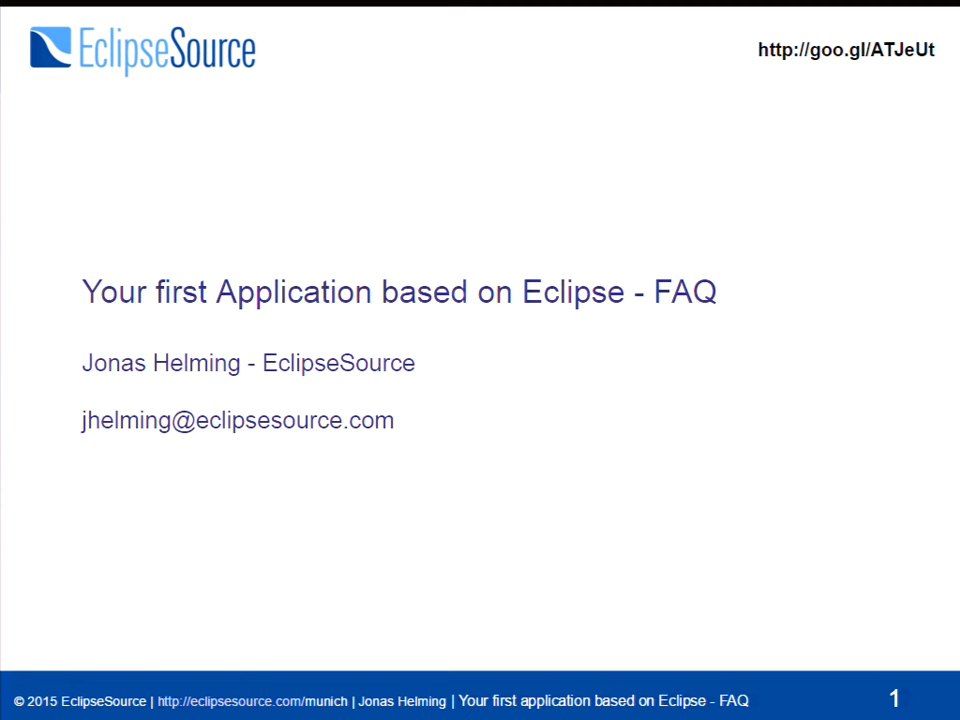 EclipseSource
http://goo.gl/ATJeUt
Your first Application based on Eclipse - FAQ
Jonas Helming - EclipseSource
jhelming@eclipsesource.com
© 2015 EclipseSource | http://eclipsesource.com/munich | Jonas Helming | Your first application based on Eclipse - FAQ
1